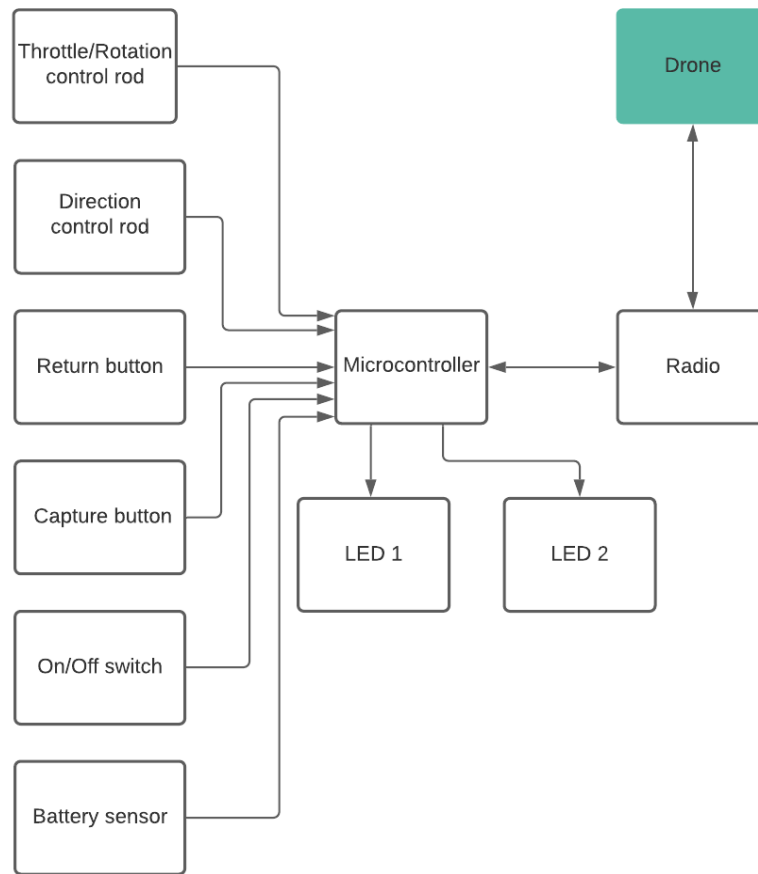 Throttle/Rotation
control rod
Drone
Direction
control rod
Return button
Microcontroller
Radio
Capture button
LED 1
LED 2
On/Off switch
Battery sensor